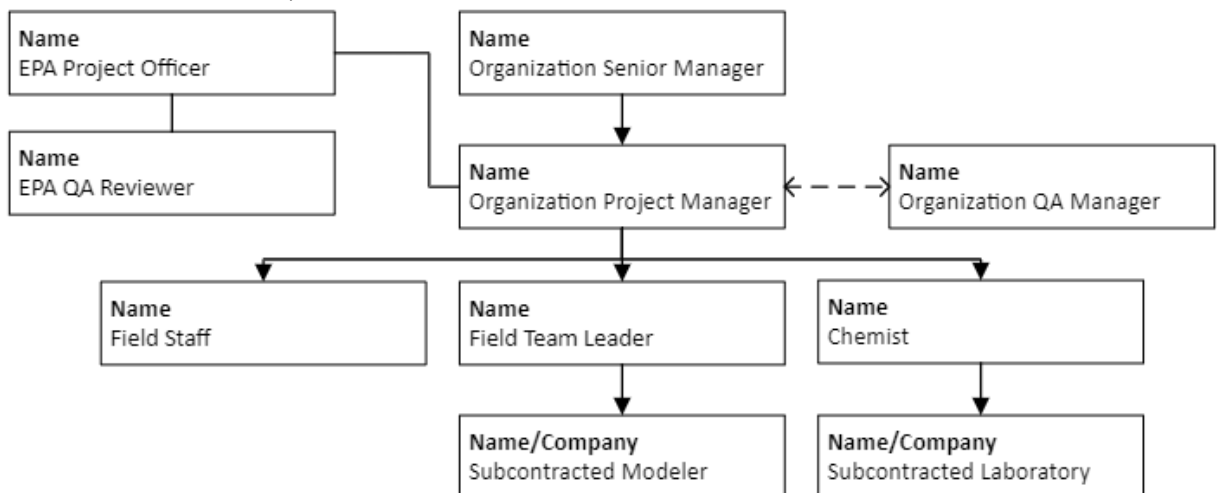 Name
EPA Project Officer
Name
Organization Senior Manager
Name
EPA QA Reviewer
Name
Organization Project Manager
Name
Organization QA Manager
Name
Field Staff
Name
Field Team Leader
Name
Chemist
Name/Company
Subcontracted Modeler
Name/Company
Subcontracted Laboratory